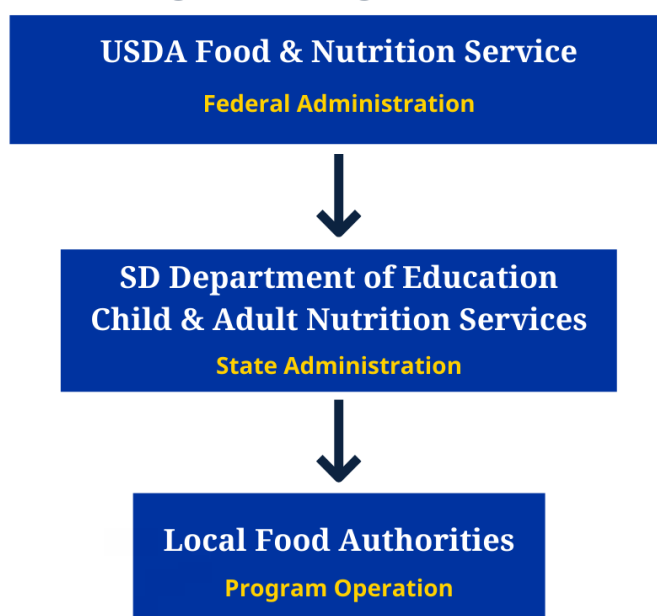 USDA Food & Nutrition Service
Federal Administration
SD Department of Education
Child & Adult Nutrition Services
State Administration
Local Food Authorities
Program Operation